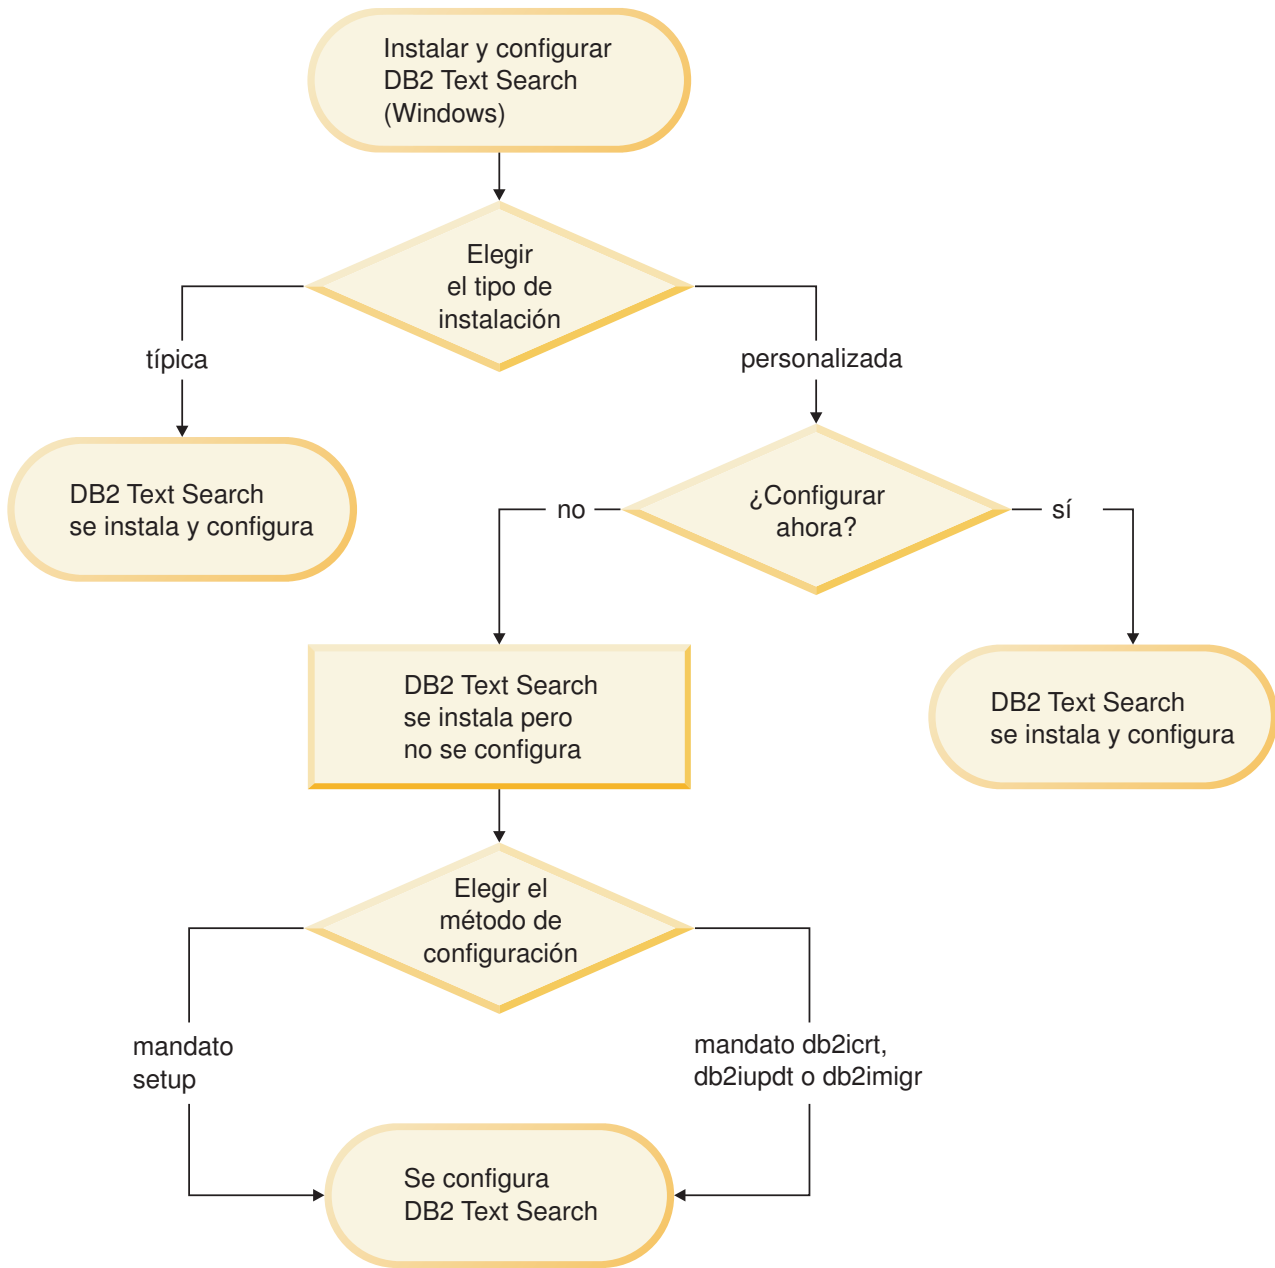 Instalar y configurar
DB2 Text Search
(Windows)
Elegir
el tipo de
instalación
típica
personalizada
DB2 Text Search
se instala y configura
¿Configurar
ahora?
no
sí
DB2 Text Search
se instala pero
no se configura
DB2 Text Search
se instala y configura
Elegir el
método de
configuración
mandato
setup
mandato db2icrt,
db2iupdt o db2imigr
Se configura
DB2 Text Search